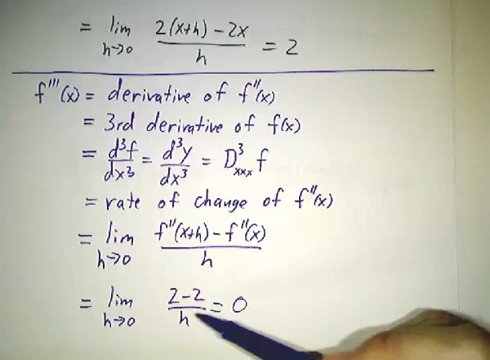 = lim h→0 (2(x+h) − 2x)/h = 2
f'''(x) = derivative of f''(x)
= 3rd derivative of f(x)
= d³f/dx³ = d³y/dx³ = D³ₓₓₓ f
= rate of change of f''(x)
= lim h→0 (f''(x+h) − f''(x))/h
= lim h→0 (2−2)/h = 0